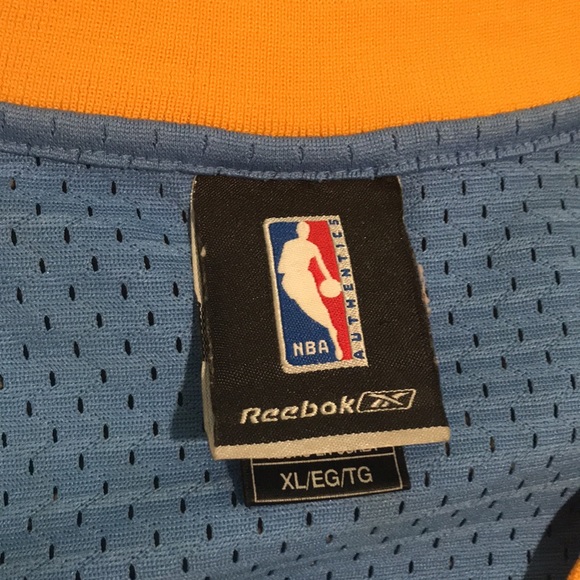 NBA
AUTHENTICS
Reebok
XL/EG/TG